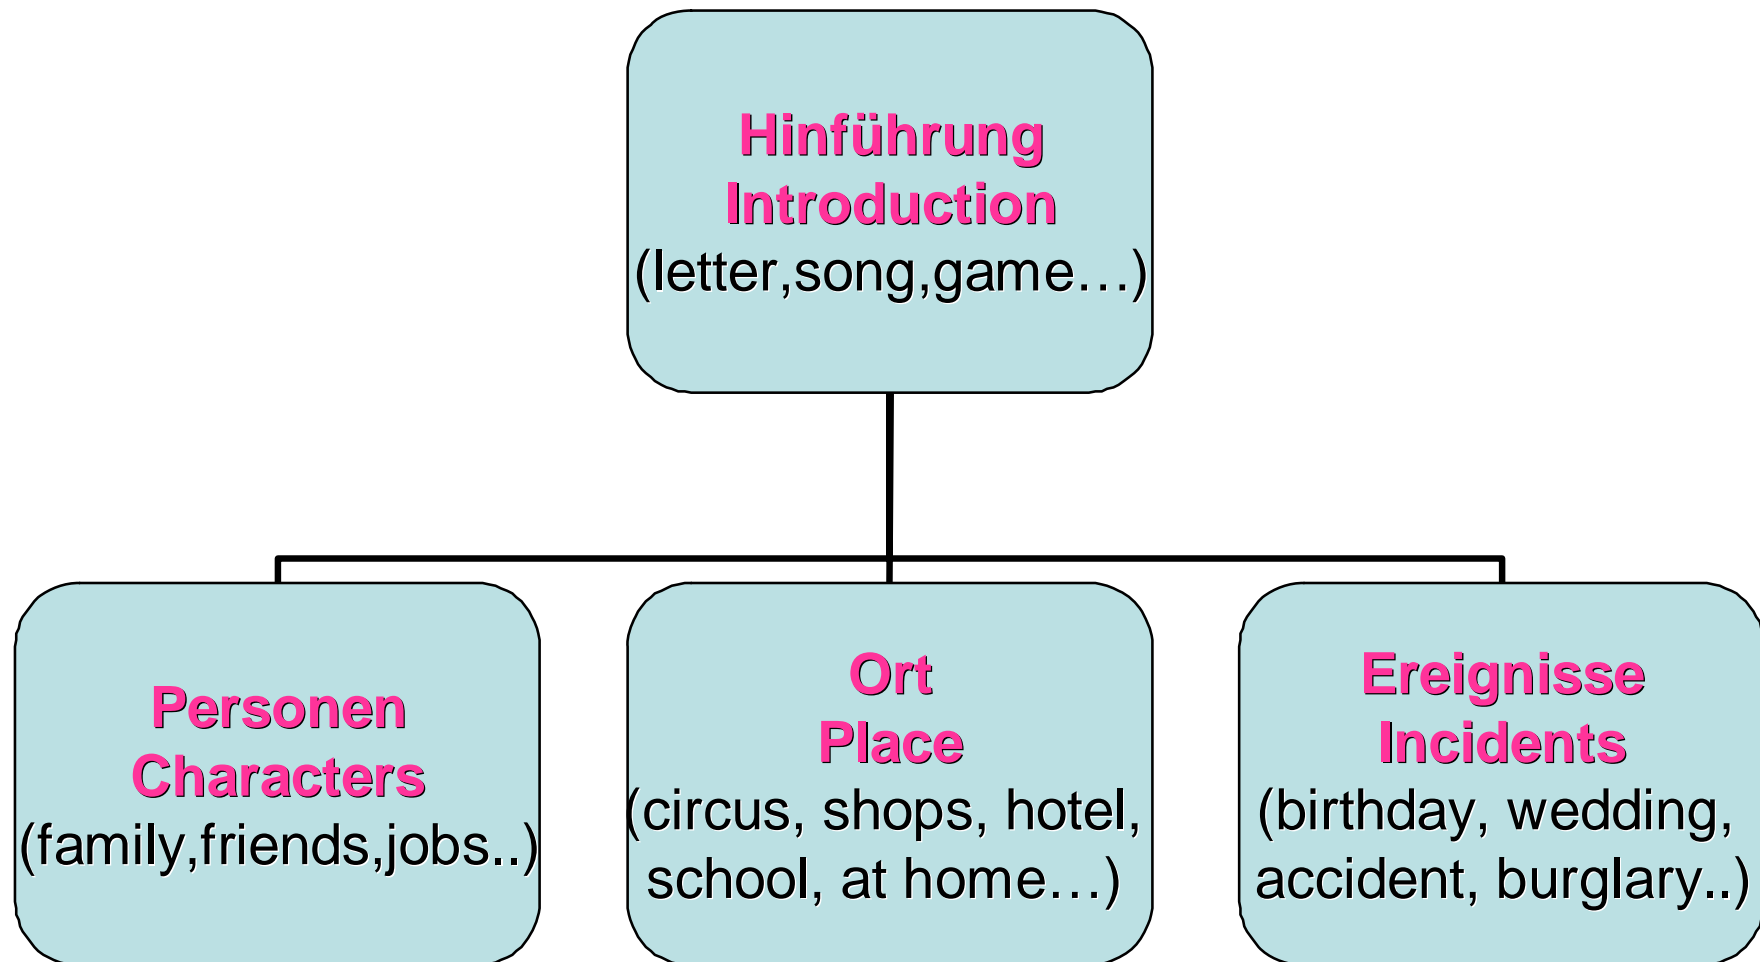 Hinführung
Introduction
(letter,song,game…)
Personen
Characters
(family,friends,jobs..)
Ort
Place
(circus, shops, hotel,
school, at home…)
Ereignisse
Incidents
(birthday, wedding,
accident, burglary..)